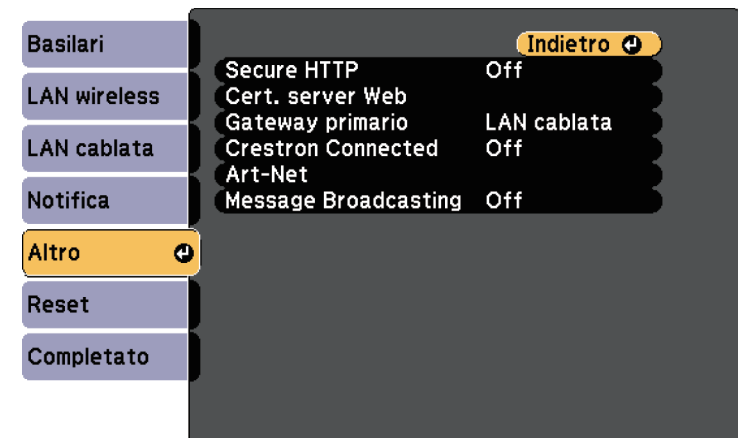 Basilari
LAN wireless
LAN cablata
Notifica
Altro
Reset
Completato
Indietro
Secure HTTP Off
Cert. server Web
Gateway primario LAN cablata
Crestron Connected Off
Art-Net
Message Broadcasting Off